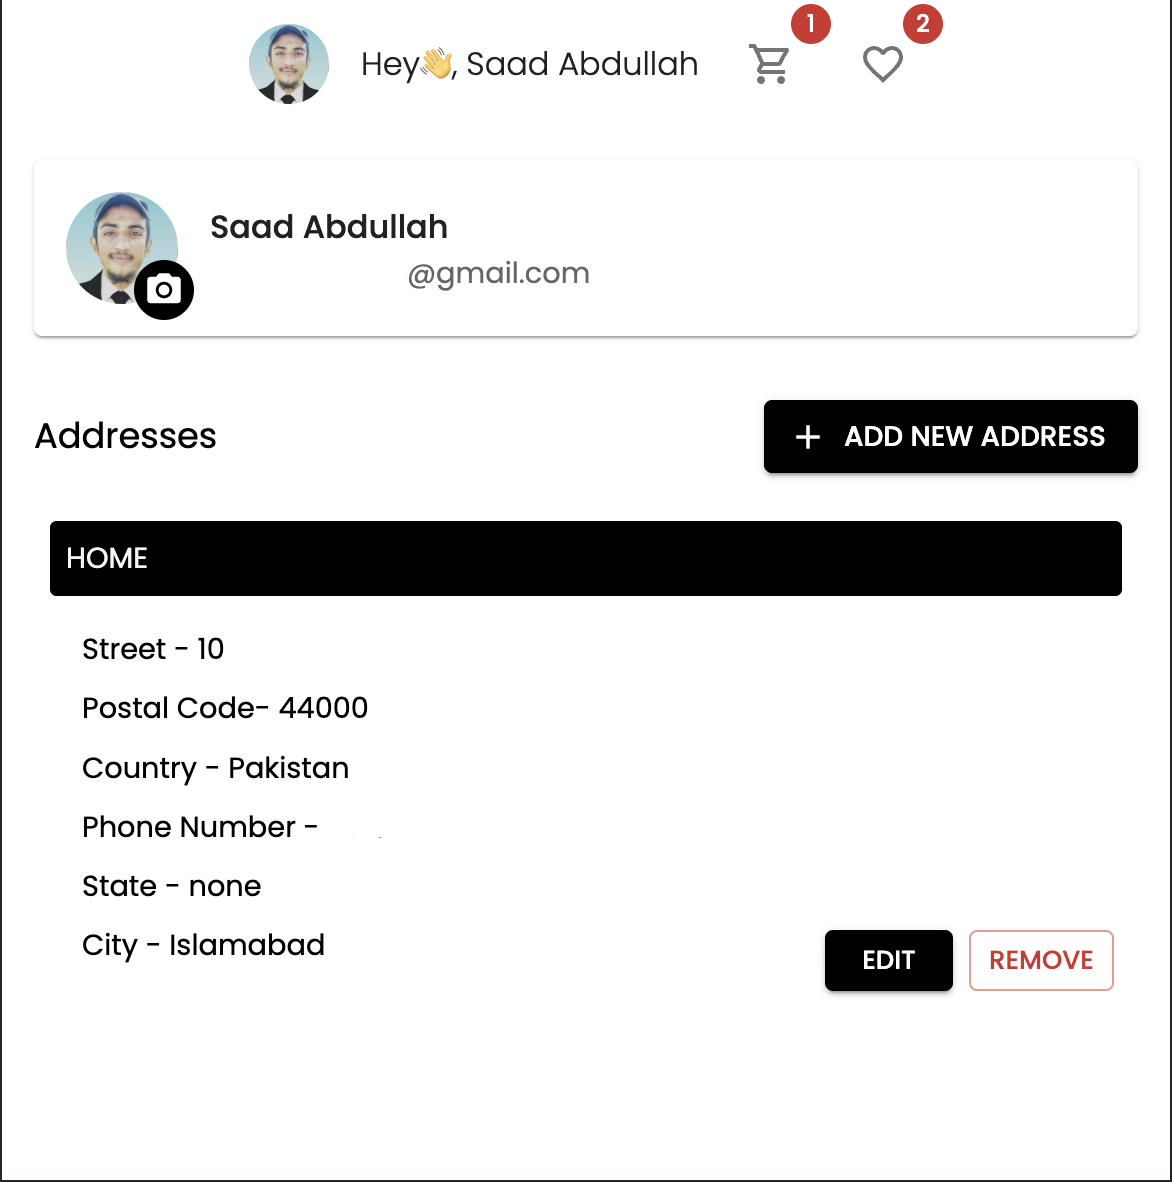 1
2
Hey👋, Saad Abdullah
Saad Abdullah
@gmail.com
Addresses
+ ADD NEW ADDRESS
HOME
Street - 10
Postal Code- 44000
Country - Pakistan
Phone Number -
State - none
City - Islamabad
EDIT
REMOVE